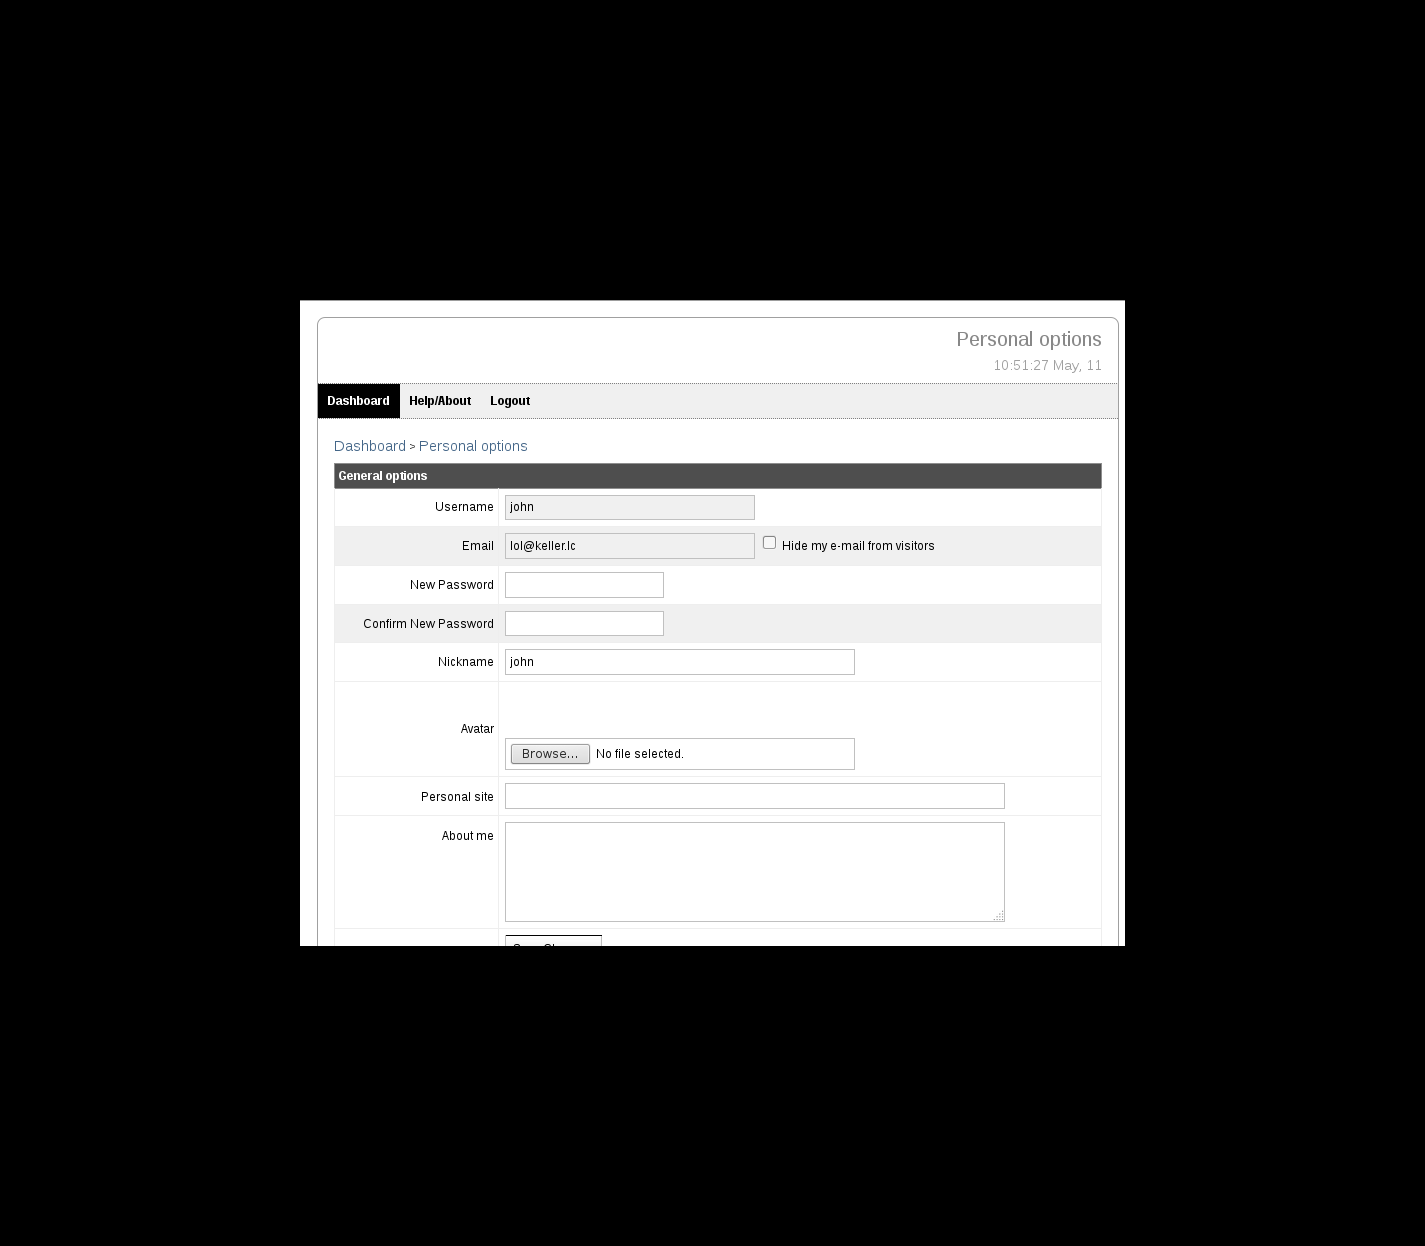 Personal options
10:51:27 May, 11
Dashboard Help/About Logout
Dashboard > Personal options
General options
Username john
Email lol@keller.lc Hide my e-mail from visitors
New Password
Confirm New Password
Nickname john
Avatar
Browse... No file selected.
Personal site
About me